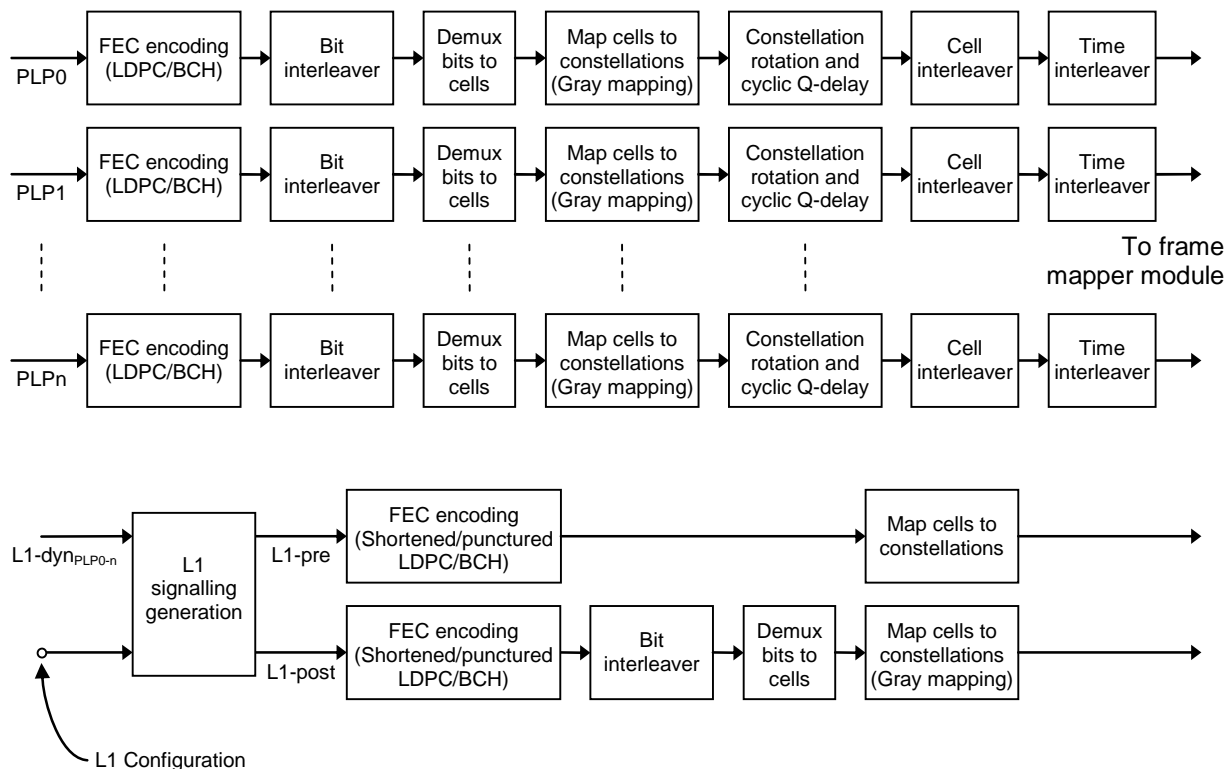 PLP0
FEC encoding
(LDPC/BCH)
Bit
interleaver
Demux
bits to
cells
Map cells to
constellations
(Gray mapping)
Constellation
rotation and
cyclic Q-delay
Cell
interleaver
Time
interleaver
PLP1
FEC encoding
(LDPC/BCH)
Bit
interleaver
Demux
bits to
cells
Map cells to
constellations
(Gray mapping)
Constellation
rotation and
cyclic Q-delay
Cell
interleaver
Time
interleaver
To frame
mapper module
PLPn
FEC encoding
(LDPC/BCH)
Bit
interleaver
Demux
bits to
cells
Map cells to
constellations
(Gray mapping)
Constellation
rotation and
cyclic Q-delay
Cell
interleaver
Time
interleaver
L1-dynPLP0-n
L1
signalling
generation
L1-pre
FEC encoding
(Shortened/punctured
LDPC/BCH)
Map cells to
constellations
L1-post
FEC encoding
(Shortened/punctured
LDPC/BCH)
Bit
interleaver
Demux
bits to
cells
Map cells to
constellations
(Gray mapping)
L1 Configuration